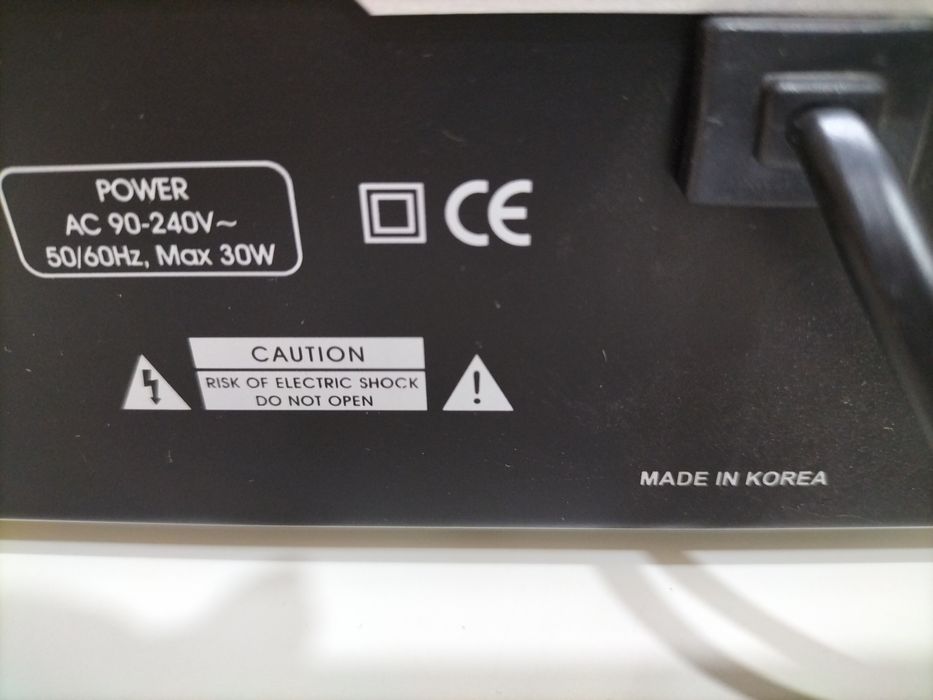 POWER
AC 90-240V~
50/60Hz, Max 30W
CE
CAUTION
RISK OF ELECTRIC SHOCK
DO NOT OPEN
!
MADE IN KOREA